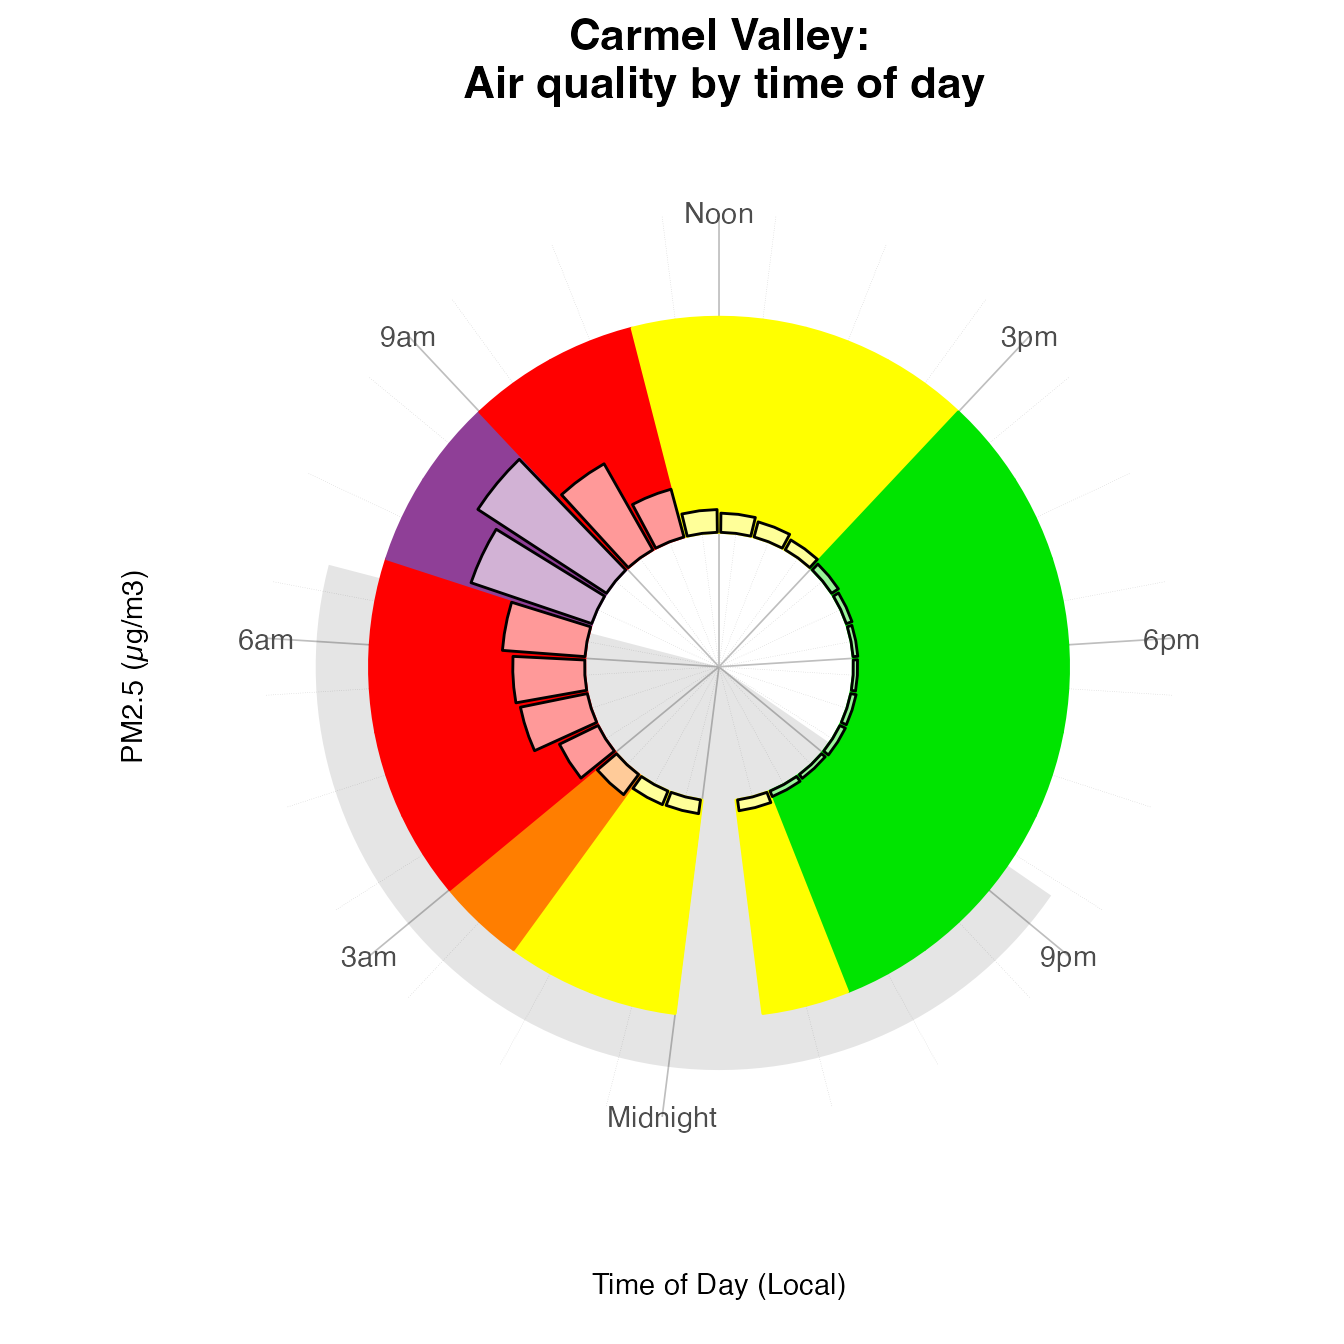 Carmel Valley:
Air quality by time of day
Noon
9am
3pm
6am
6pm
3am
9pm
Midnight
PM2.5 (µg/m3)
Time of Day (Local)